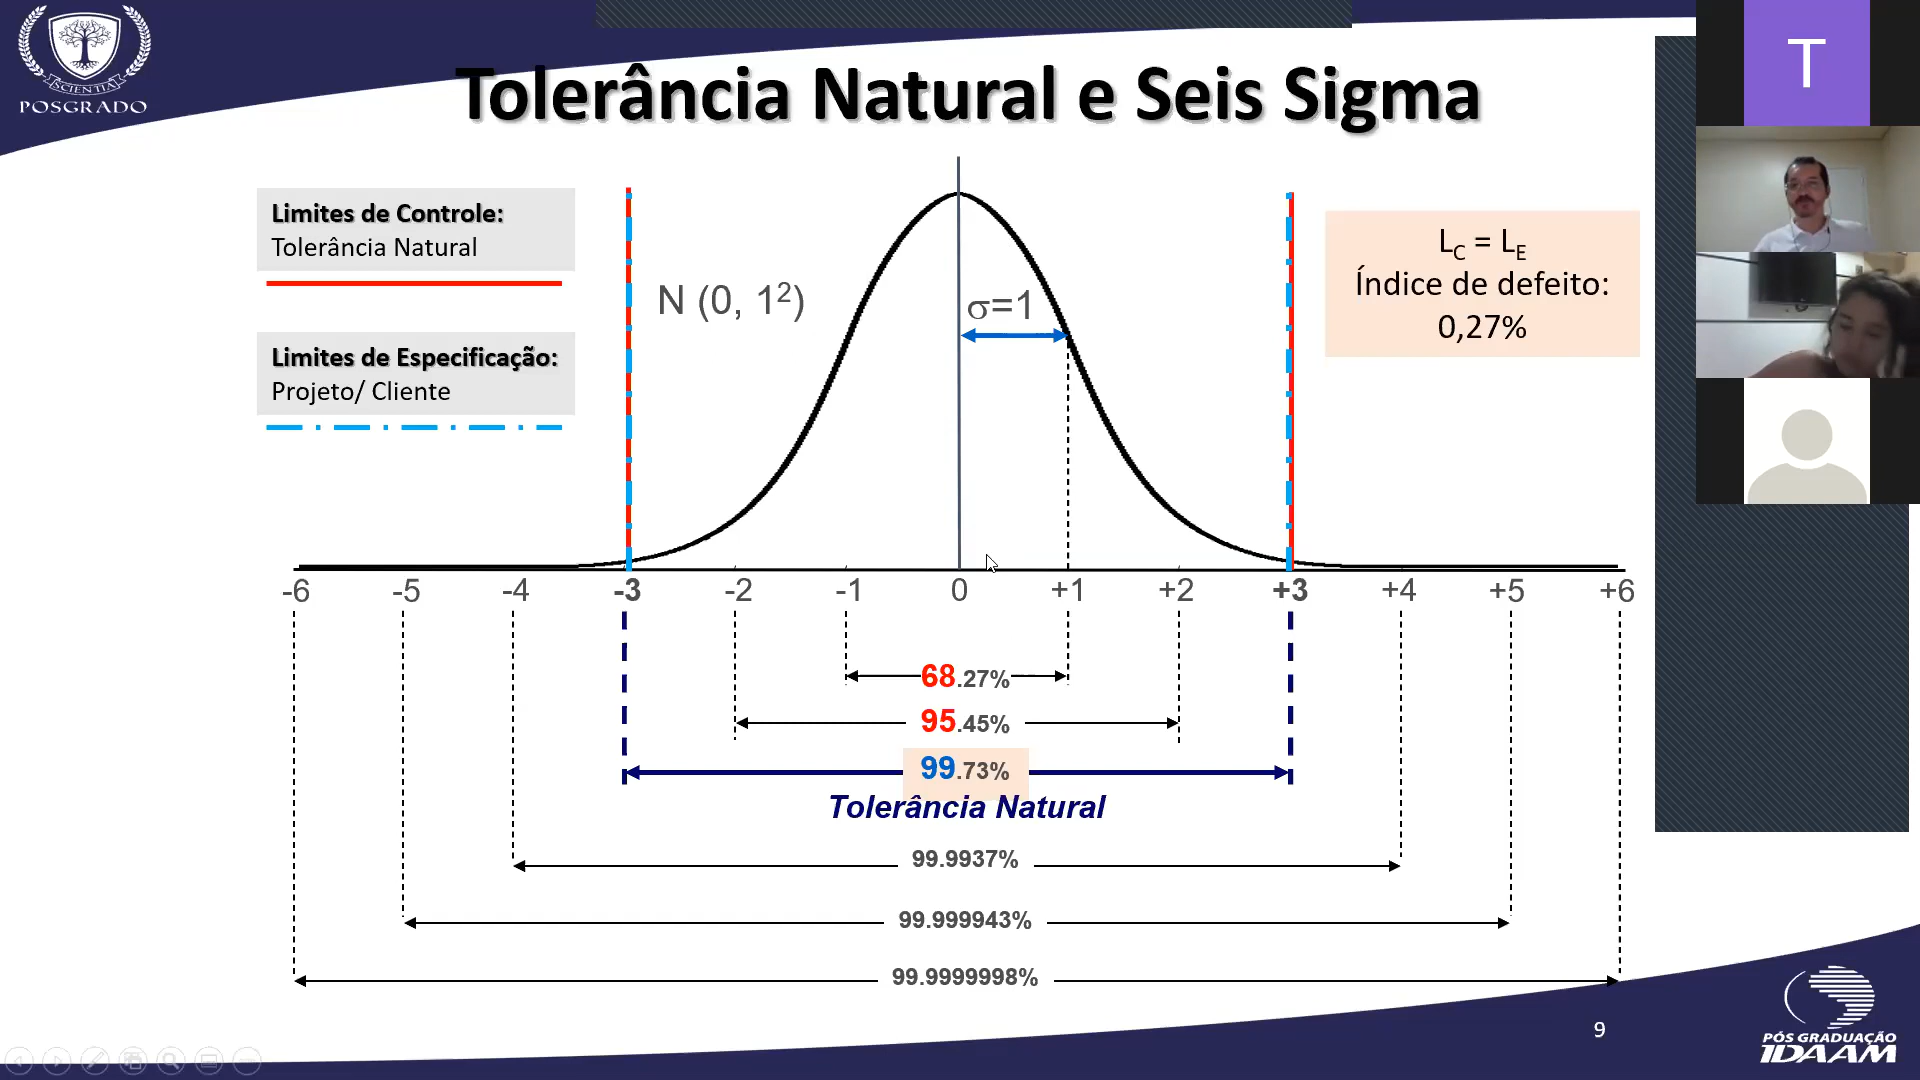 SCIENTIA
POSGRADO
Tolerância Natural e Seis Sigma
T
Limites de Controle:
Tolerância Natural
Limites de Especificação:
Projeto/ Cliente
N (0, 1²)
σ=1
L_C = L_E
Índice de defeito:
0,27%
-6 -5 -4 -3 -2 -1 0 +1 +2 +3 +4 +5 +6
68.27%
95.45%
99.73%
Tolerância Natural
99.9937%
99.999943%
99.9999998%
9
PÓS GRADUAÇÃO
IDAAM